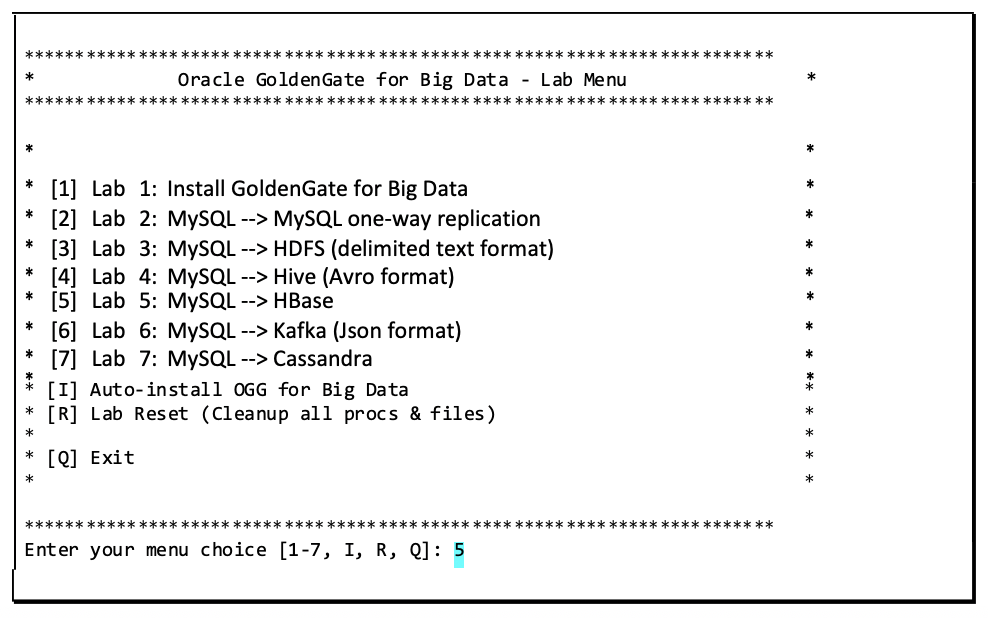 **************************************************************************
* Oracle GoldenGate for Big Data - Lab Menu *
**************************************************************************
* *
* [1] Lab 1: Install GoldenGate for Big Data *
* [2] Lab 2: MySQL --> MySQL one-way replication *
* [3] Lab 3: MySQL --> HDFS (delimited text format) *
* [4] Lab 4: MySQL --> Hive (Avro format) *
* [5] Lab 5: MySQL --> HBase *
* [6] Lab 6: MySQL --> Kafka (Json format) *
* [7] Lab 7: MySQL --> Cassandra *
* *
* [I] Auto-install OGG for Big Data *
* [R] Lab Reset (Cleanup all procs & files) *
* *
* [Q] Exit *
* *
**************************************************************************
Enter your menu choice [1-7, I, R, Q]: 5